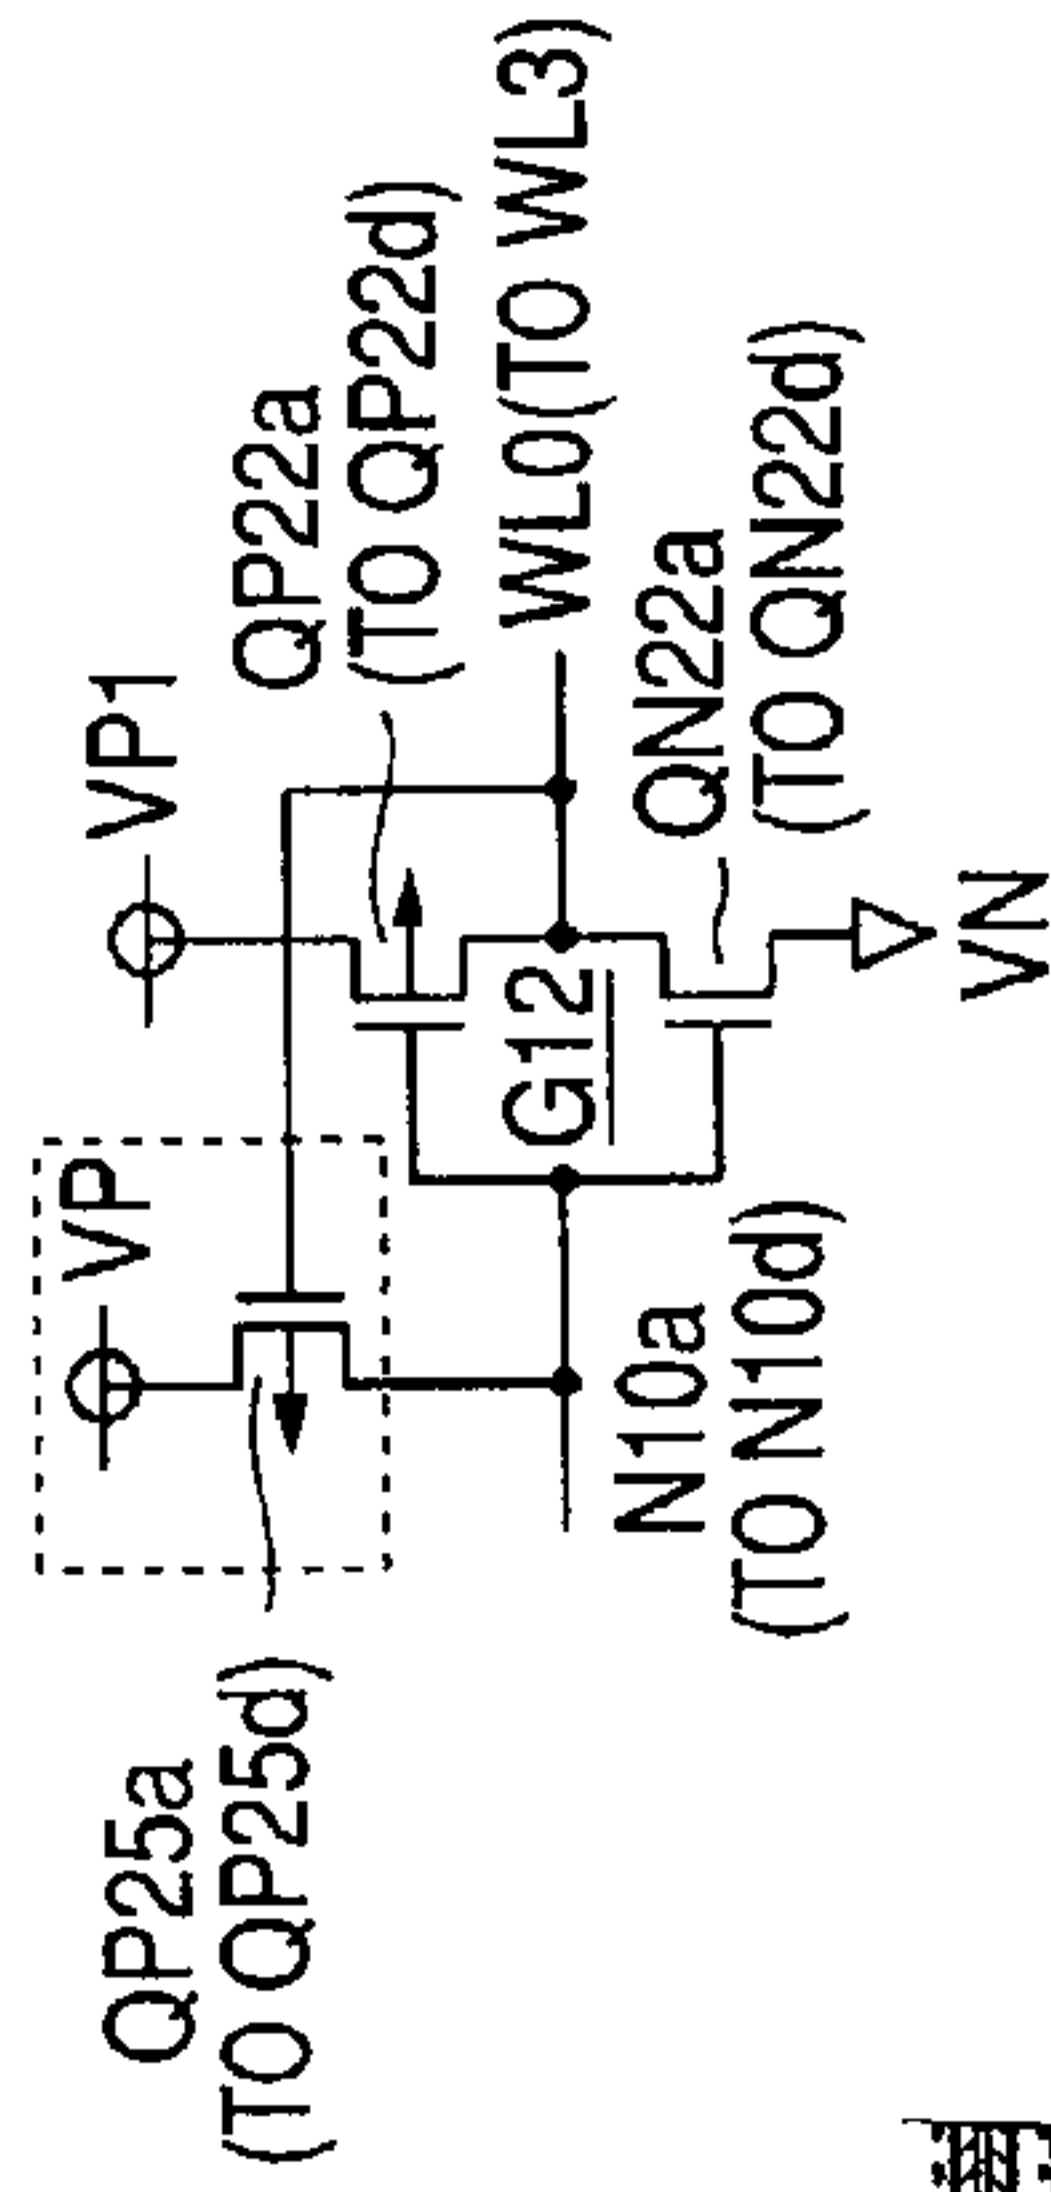 QP25a
(TO QP25d)
VP
VP1
QP22a
(TO QP22d)
WL0(TO WL3)
G12
N10a
(TO N10d)
QN22a
(TO QN22d)
VN